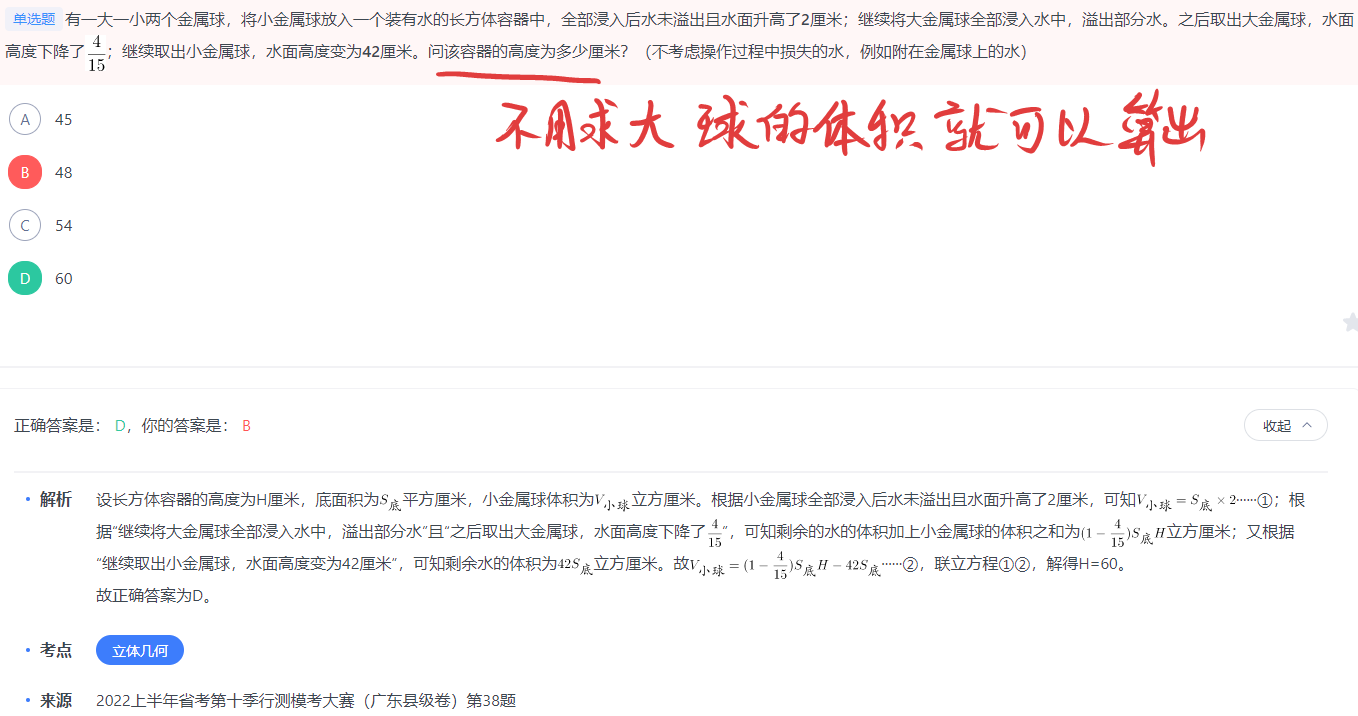 单选题 有一大一小两个金属球，将小金属球放入一个装有水的长方体容器中，全部浸入后水未溢出且水面升高了2厘米；继续将大金属球全部浸入水中，溢出部分水。之后取出大金属球，水面
高度下降了4/15；继续取出小金属球，水面高度变为42厘米。问该容器的高度为多少厘米？（不考虑操作过程中损失的水，例如附在金属球上的水）
不用求大球的体积就可以算出
A 45
B 48
C 54
D 60
正确答案是： D，你的答案是： B
收起
解析 设长方体容器的高度为H厘米，底面积为S底平方厘米，小金属球体积为V小球立方厘米。根据小金属球全部浸入后水未溢出且水面升高了2厘米，可知V小球=S底×2······①；根
据“继续将大金属球全部浸入水中，溢出部分水”且“之后取出大金属球，水面高度下降了4/15”，可知剩余的水的体积加上小金属球的体积之和为(1−4/15)S底H立方厘米；又根据
“继续取出小金属球，水面高度变为42厘米”，可知剩余水的体积为42S底立方厘米。故V小球=(1−4/15)S底H−42S底······②，联立方程①②，解得H=60。
故正确答案为D。
考点 立体几何
来源 2022上半年省考第十季行测模考大赛（广东县级卷）第38题